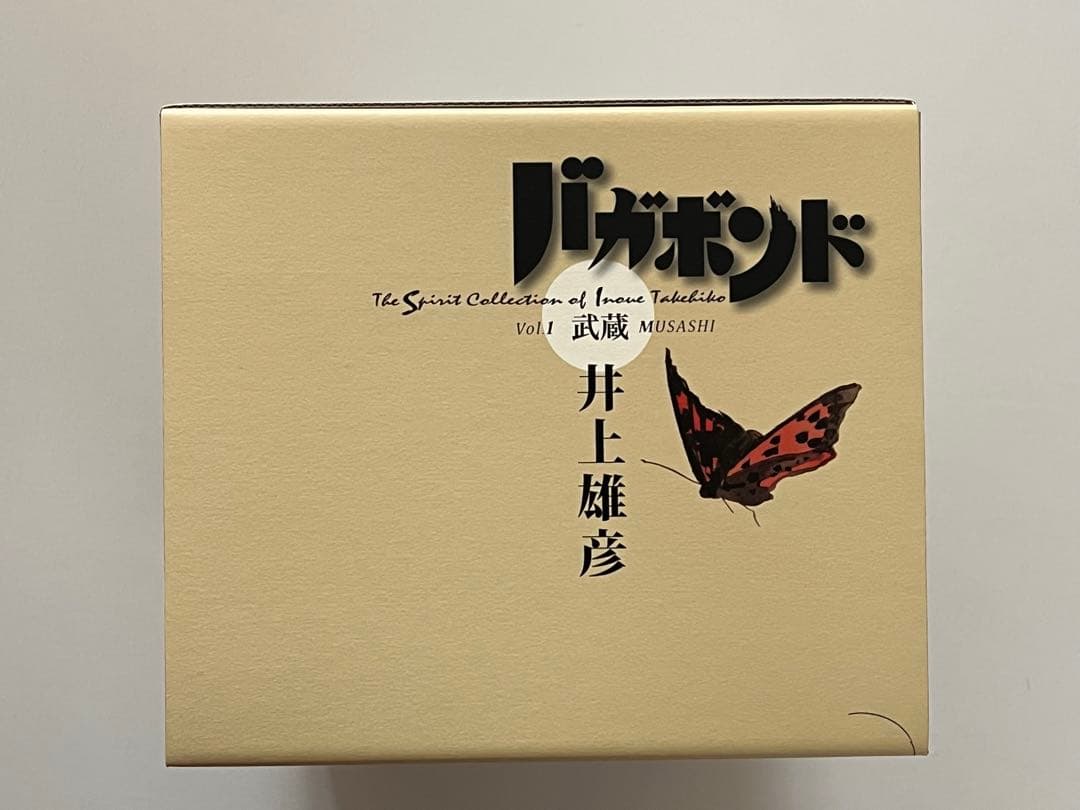 バガボンド
The Spirit Collection of Inoue Takehiko
Vol.1 武蔵 MUSASHI
井上雄彦